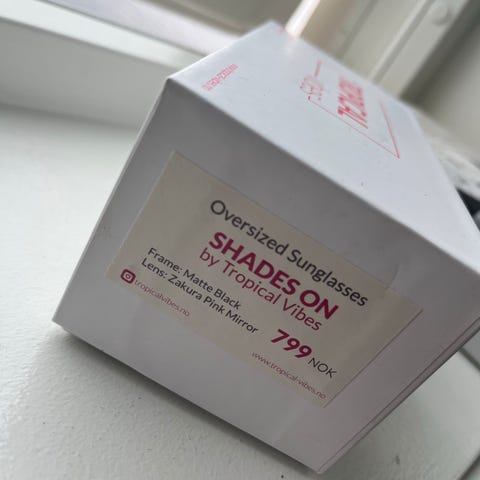 Oversized Sunglasses
SHADES ON
by Tropical Vibes
Frame: Matte Black
Lens: Zakura Pink Mirror
799 NOK
tropicalvibes.no
www.tropical-vibes.no
TROPICAL